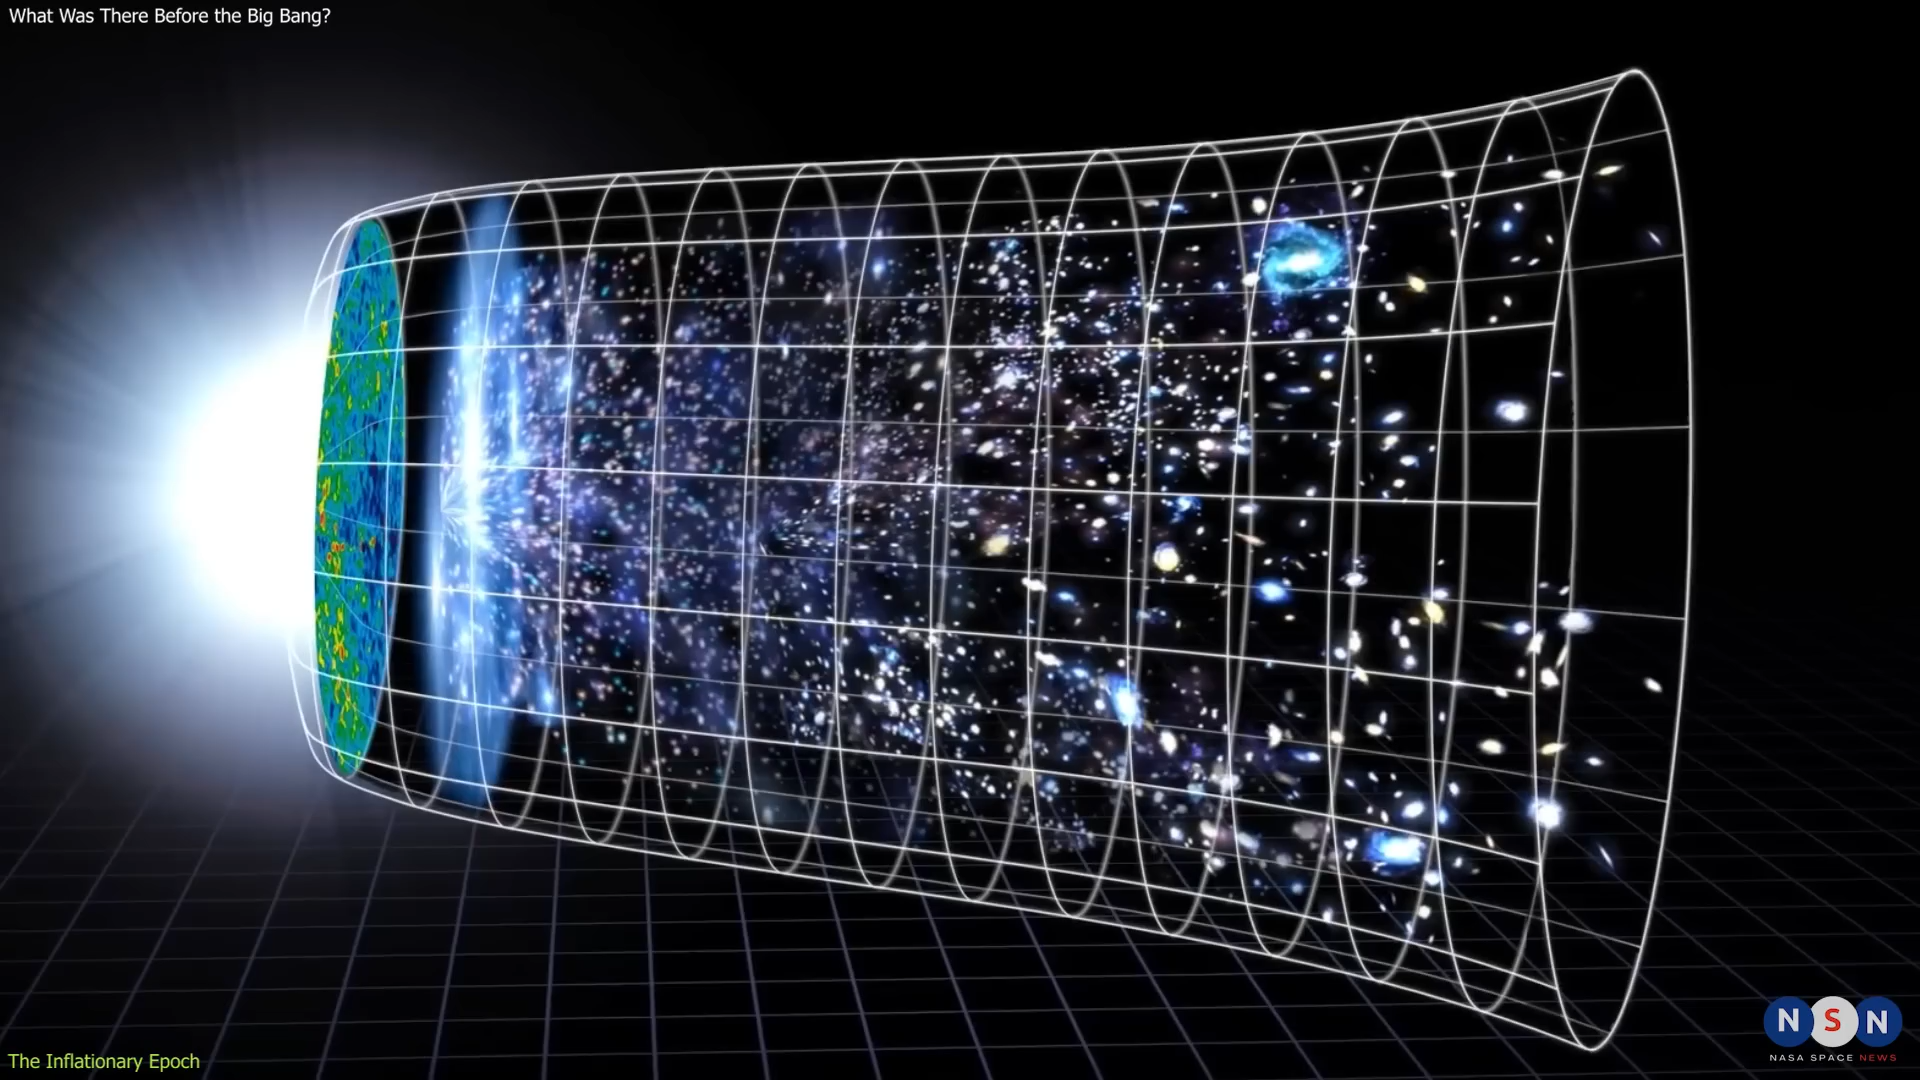 What Was There Before the Big Bang?
The Inflationary Epoch
NSN
NASA SPACE NEWS